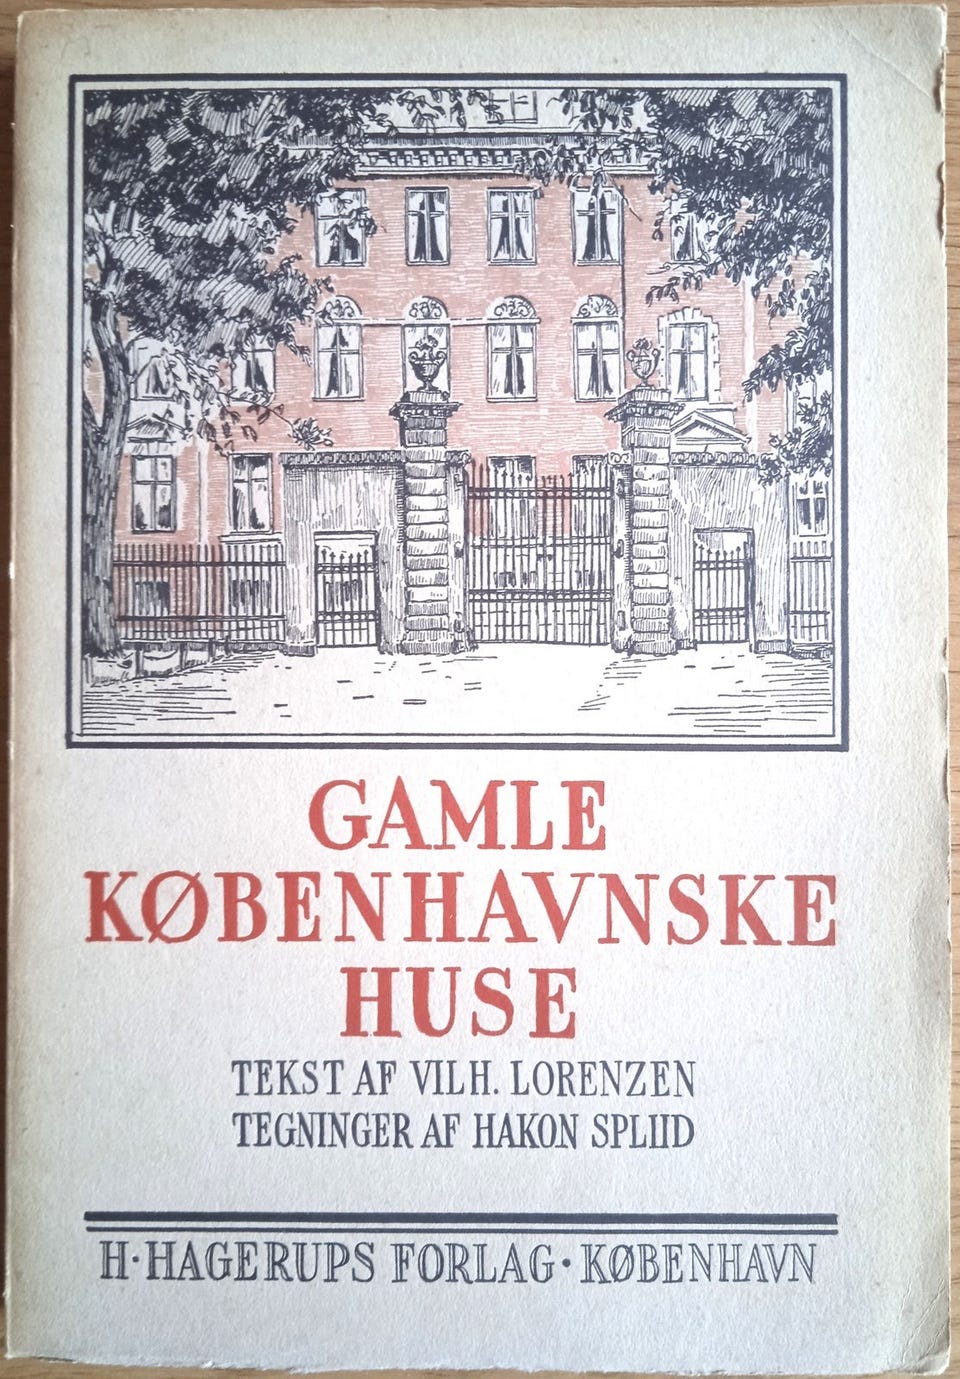 GAMLE
KØBENHAVNSKE
HUSE
TEKST AF VILH. LORENZEN
TEGNINGER AF HAKON SPLIID
H·HAGERUPS FORLAG·KØBENHAVN